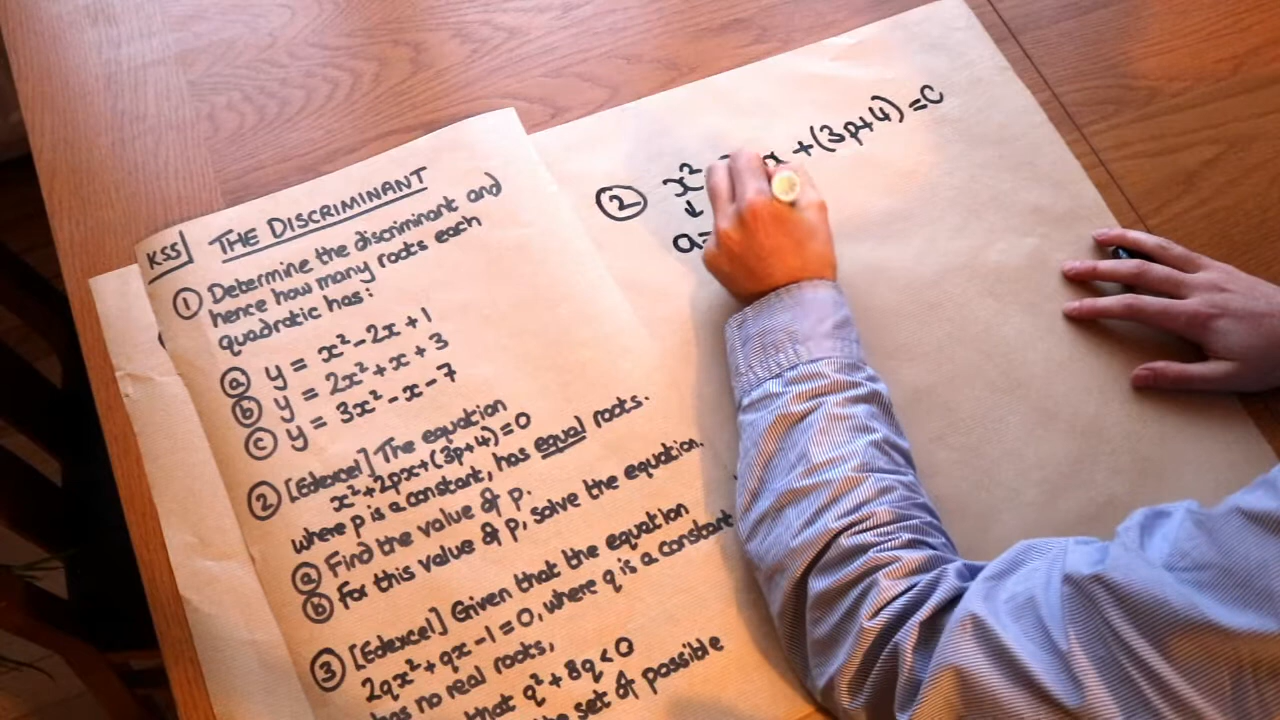 KS5
THE DISCRIMINANT
① Determine the discriminant and
hence how many roots each
quadratic has:
ⓐ y = x² - 2x + 1
ⓑ y = 2x² + x + 3
ⓒ y = 3x² - x - 7
② [Edexcel] The equation
x² + 2px + (3p+4) = 0
where p is a constant, has equal roots.
ⓐ Find the value of p.
ⓑ For this value of p, solve the equation.
③ [Edexcel] Given that the equation
2qx² + qx - 1 = 0, where q is a constant
has no real roots,
that q² + 8q < 0
the set of possible
② x² x + (3p+4) = 0
a=